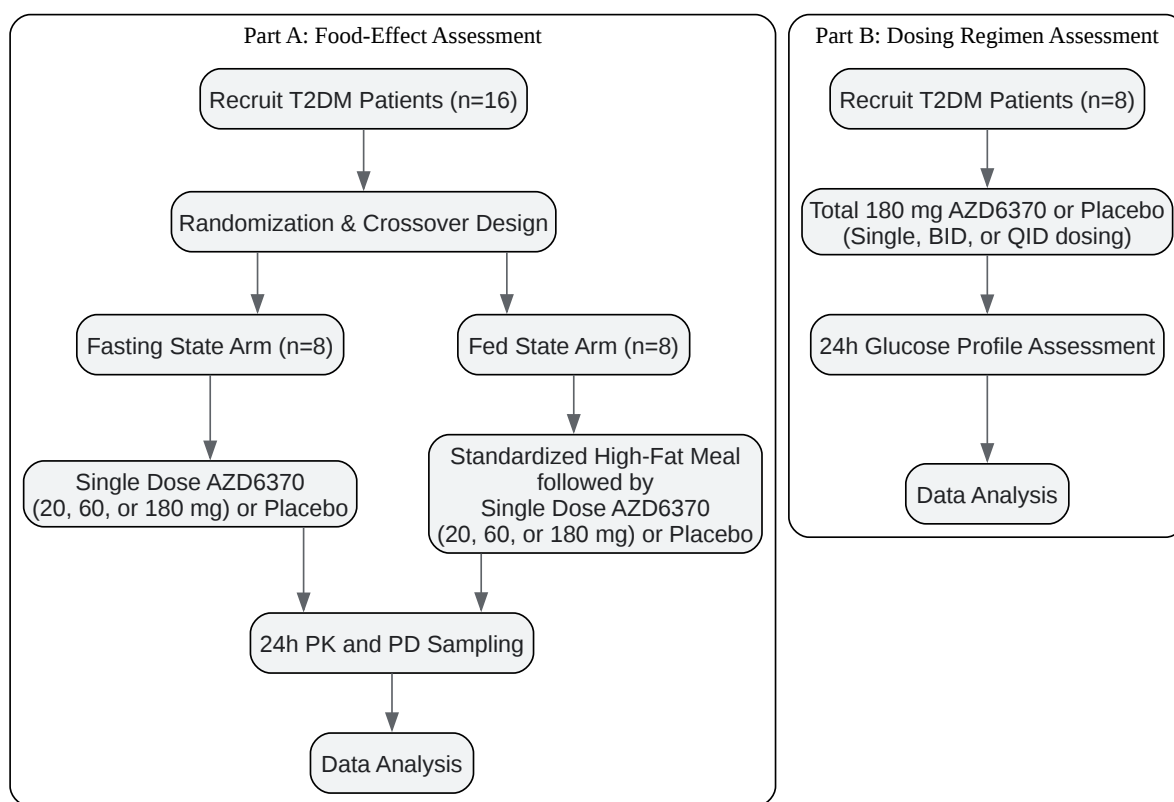 Part A: Food-Effect Assessment
Recruit T2DM Patients (n=16)
Randomization & Crossover Design
Fasting State Arm (n=8)
Fed State Arm (n=8)
Single Dose AZD6370
(20, 60, or 180 mg) or Placebo
Standardized High-Fat Meal
followed by
Single Dose AZD6370
(20, 60, or 180 mg) or Placebo
24h PK and PD Sampling
Data Analysis
Part B: Dosing Regimen Assessment
Recruit T2DM Patients (n=8)
Total 180 mg AZD6370 or Placebo
(Single, BID, or QID dosing)
24h Glucose Profile Assessment
Data Analysis